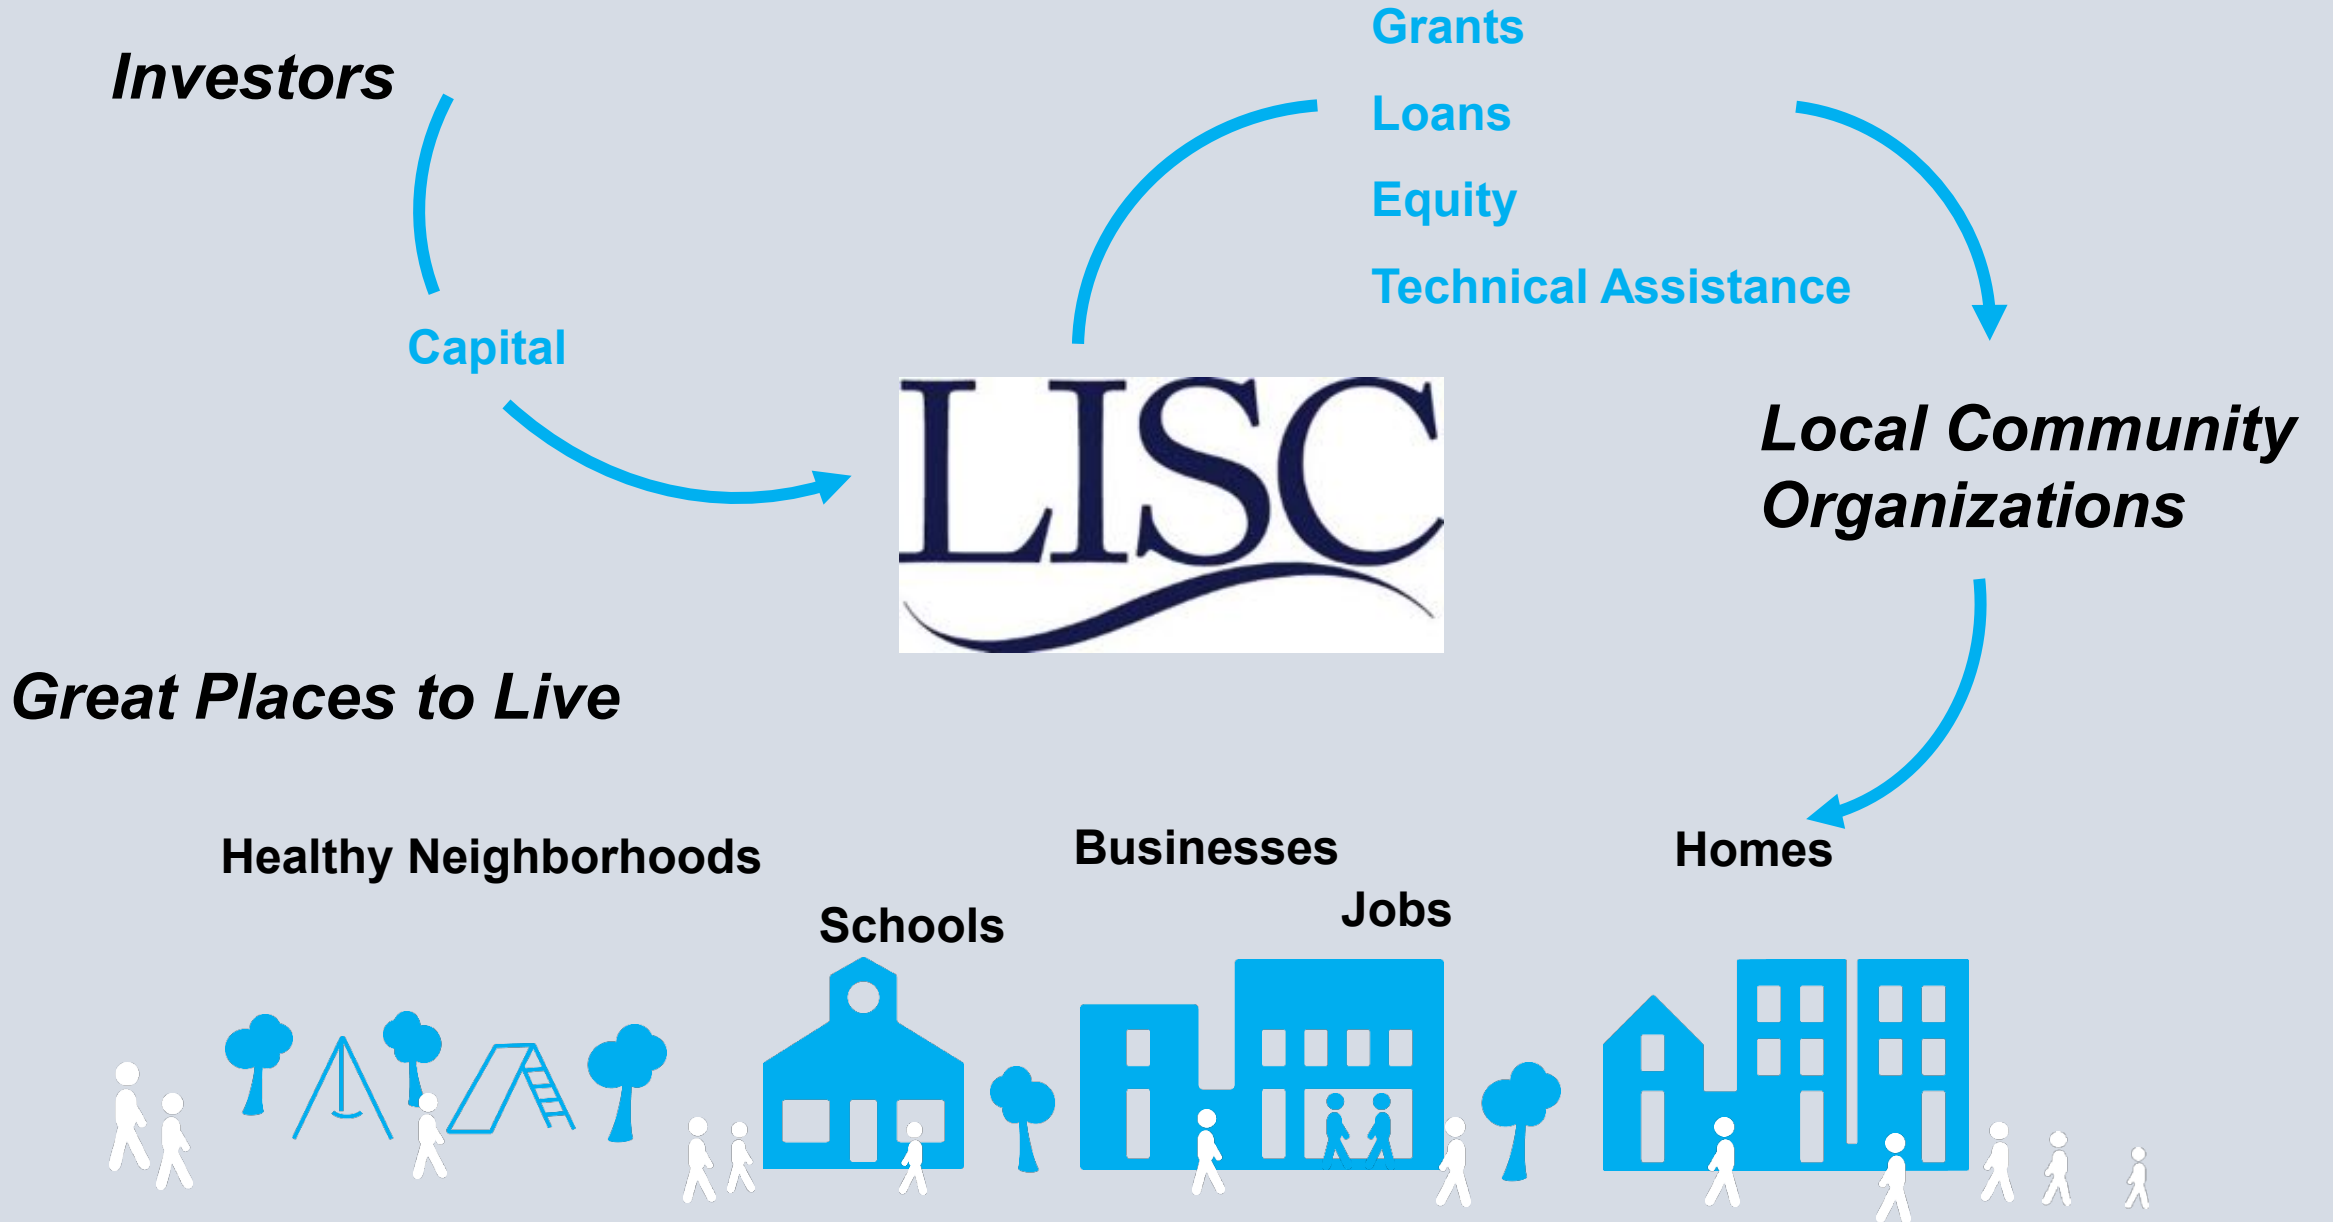 Investors
Capital
Grants
Loans
Equity
Technical Assistance
LISC
Local Community
Organizations
Great Places to Live
Healthy Neighborhoods
Schools
Businesses
Jobs
Homes